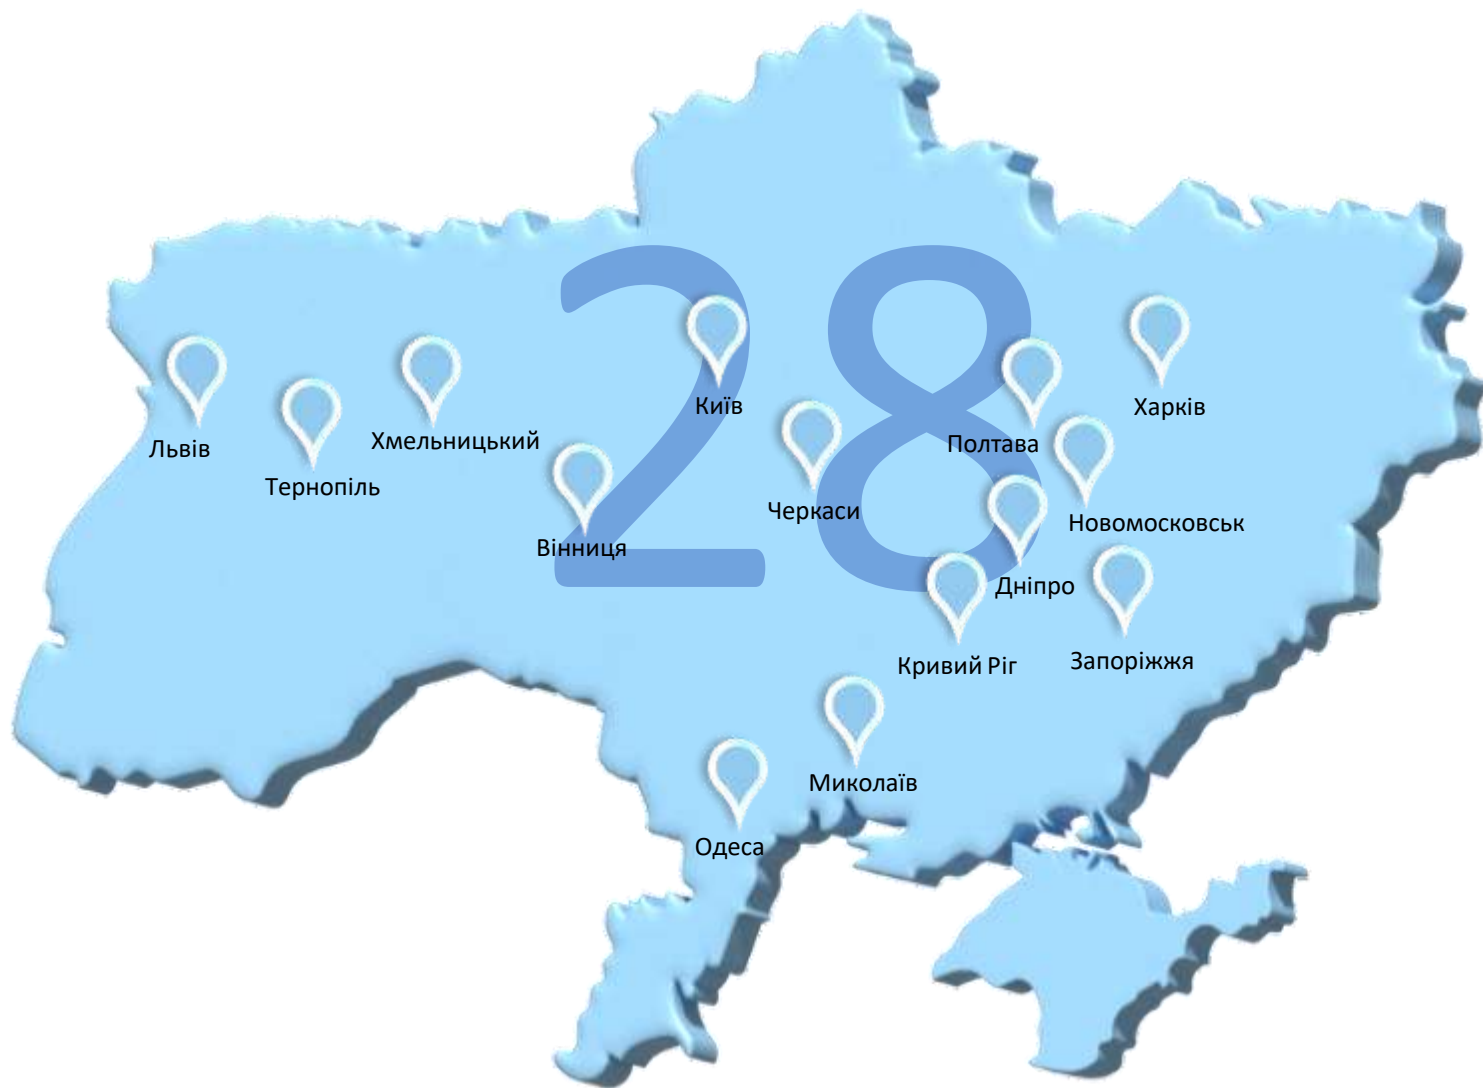 28
Київ
Харків
Львів
Хмельницький
Полтава
Тернопіль
Черкаси
Новомосковськ
Вінниця
Дніпро
Кривий Ріг
Запоріжжя
Миколаїв
Одеса